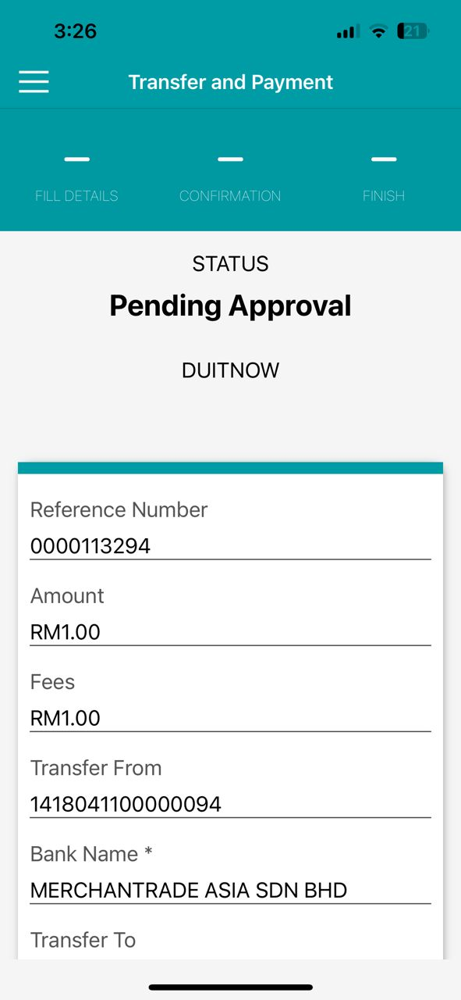 3:26
21
Transfer and Payment
FILL DETAILS
CONFIRMATION
FINISH
STATUS
Pending Approval
DUITNOW
Reference Number
0000113294
Amount
RM1.00
Fees
RM1.00
Transfer From
1418041100000094
Bank Name *
MERCHANTRADE ASIA SDN BHD
Transfer To